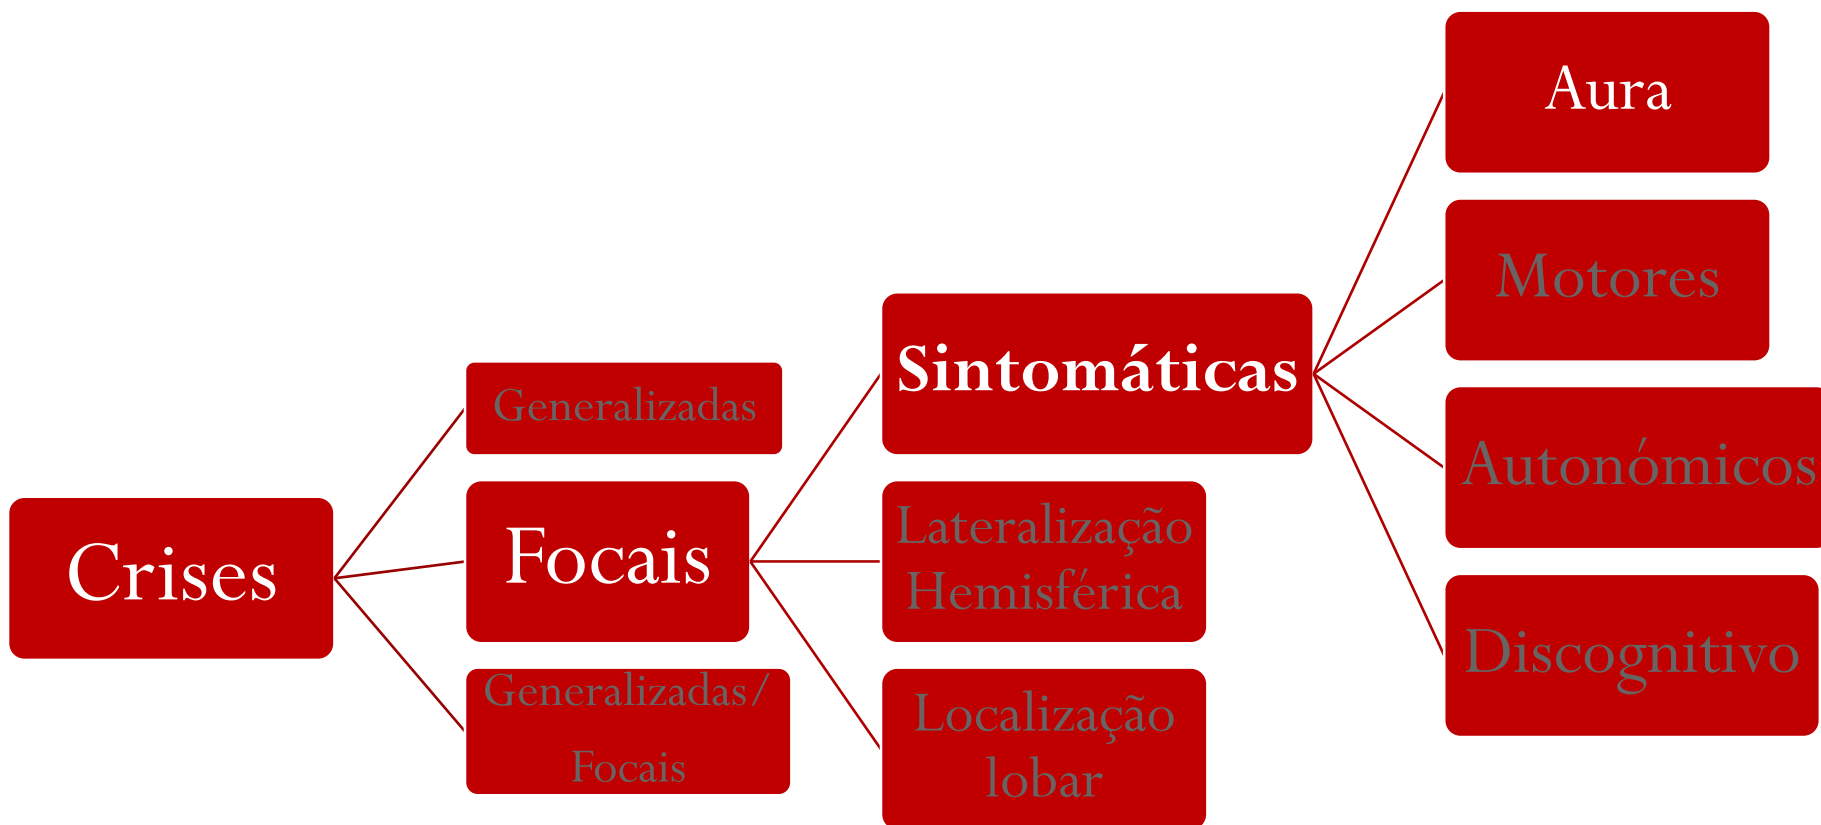 Crises
Generalizadas
Focais
Generalizadas/
Focais
Sintomáticas
Lateralização
Hemisférica
Localização
lobar
Aura
Motores
Autonómicos
Discognitivo